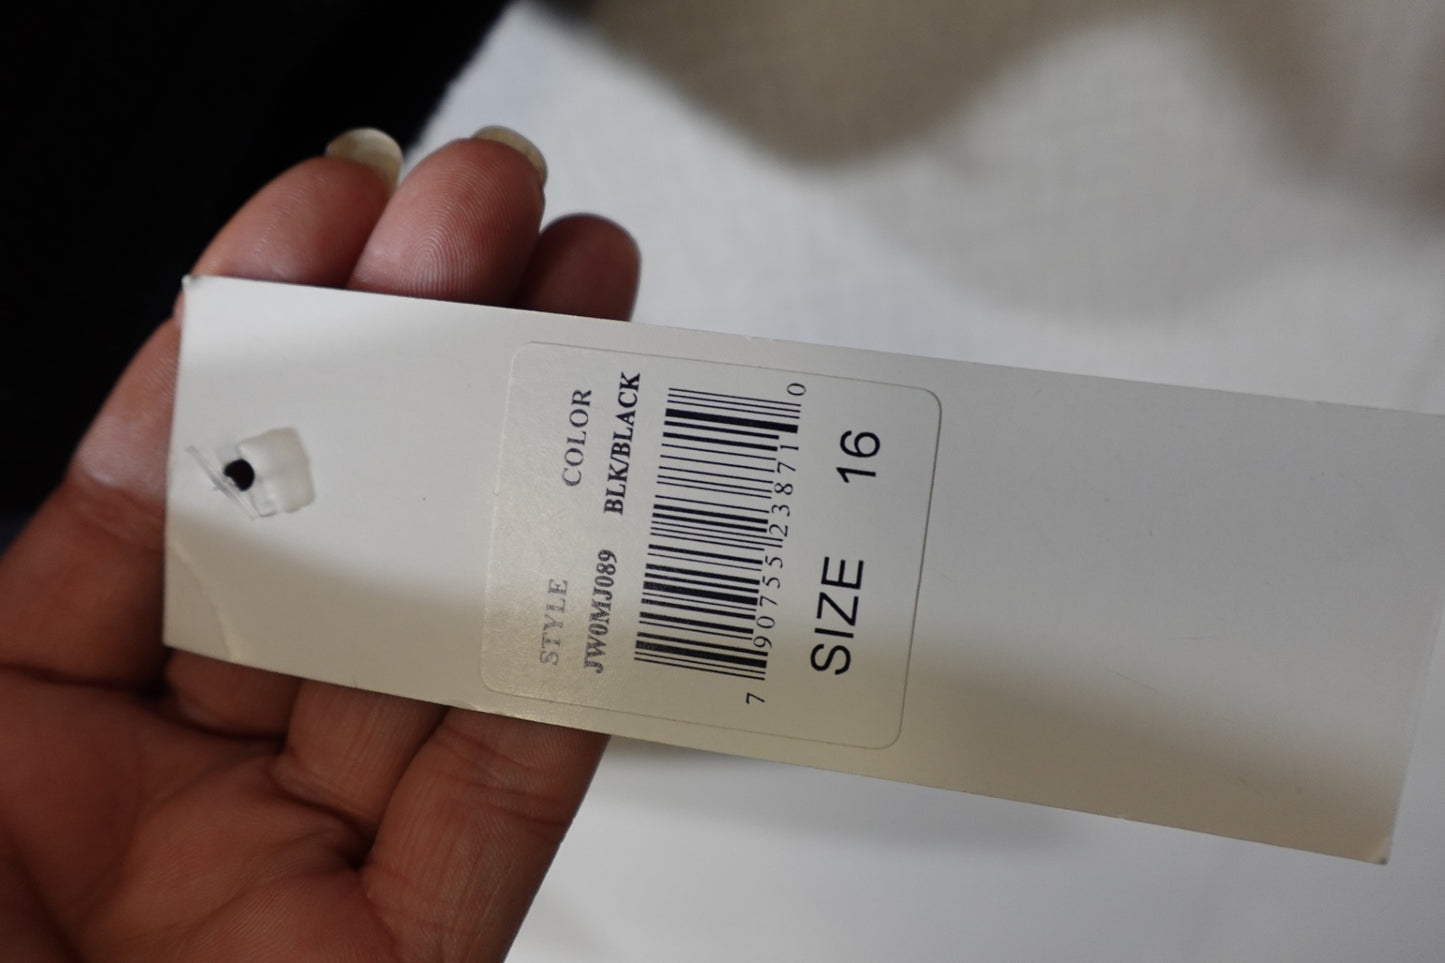 STYLE COLOR
JW0MJ089 BLK/BLACK
7 90755 23871 0
SIZE 16